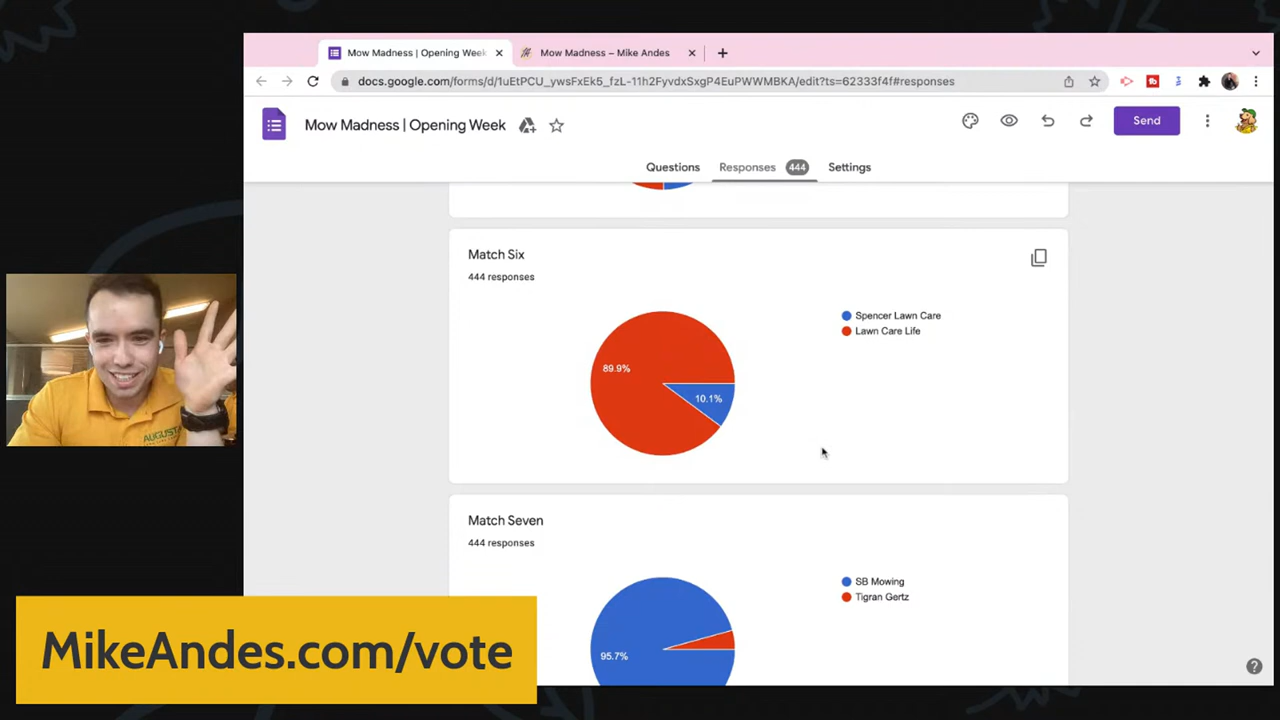 Mow Madness | Opening Week
Mow Madness – Mike Andes
docs.google.com/forms/d/1uEtPCU_ywsFxEk5_fzL-11h2FyvdxSxgP4EuPWWMBKA/edit?ts=62333f4f#responses
Mow Madness | Opening Week
Send
Questions
Responses 444
Settings
Match Six
444 responses
Spencer Lawn Care
Lawn Care Life
89.9%
10.1%
AUGUSTA
Match Seven
444 responses
SB Mowing
Tigran Gertz
95.7%
MikeAndes.com/vote